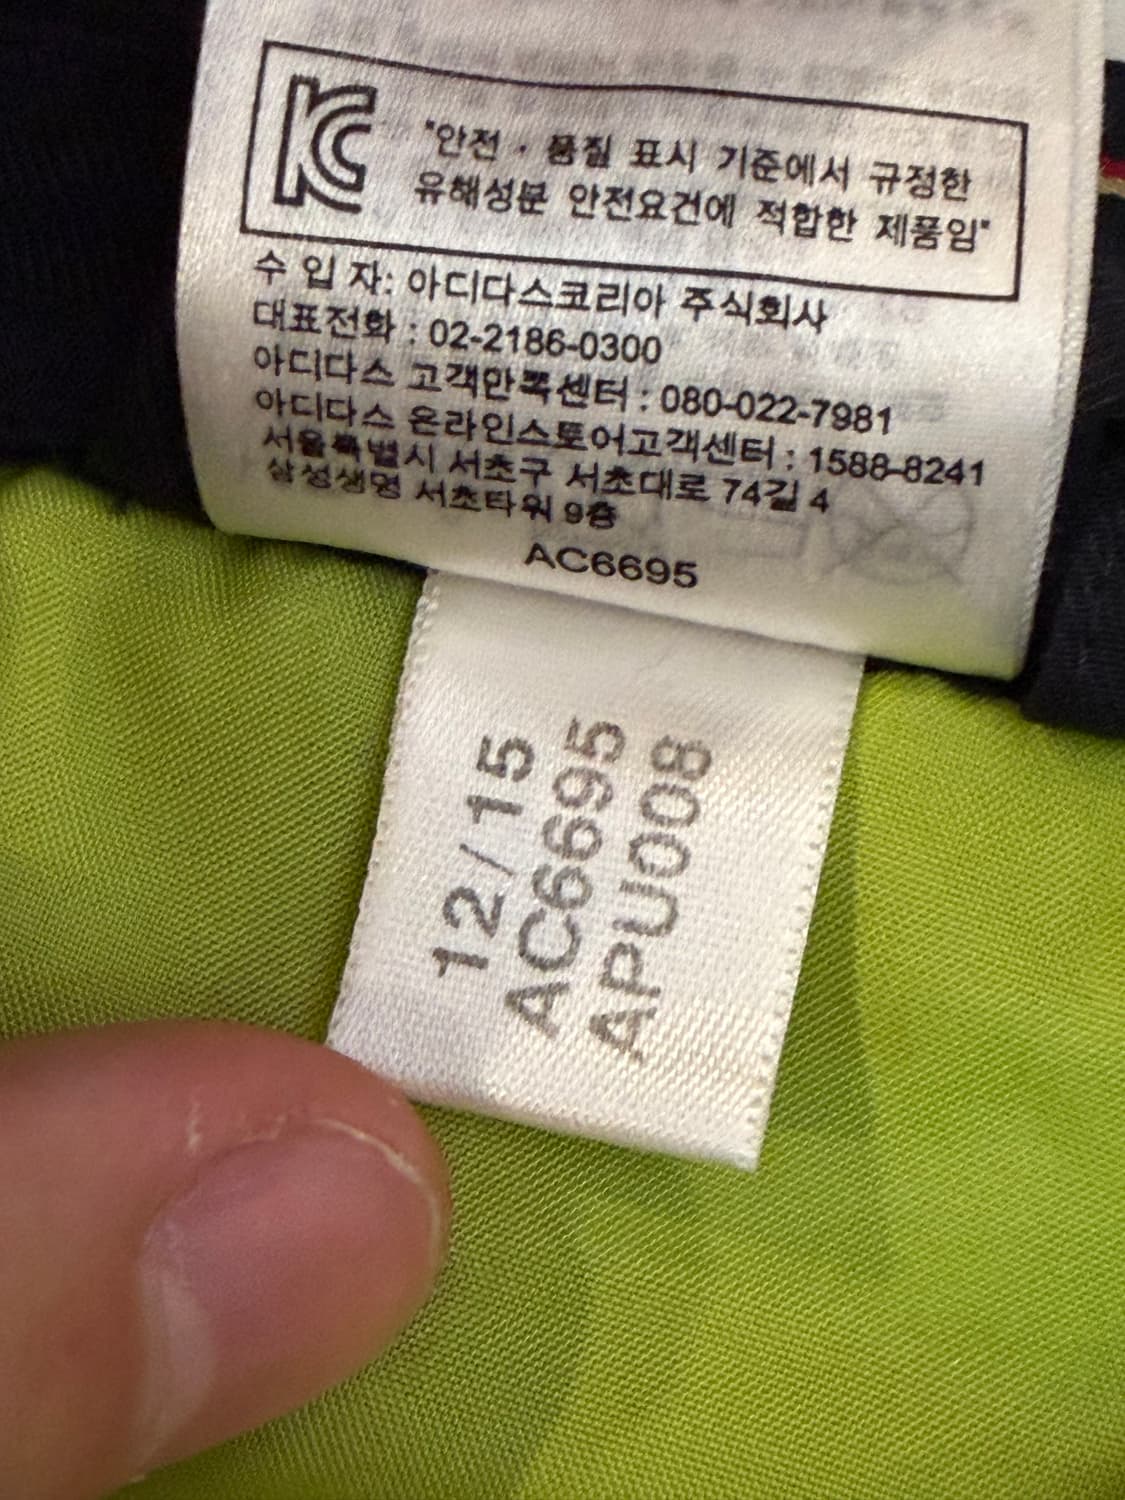 KC
"안전 · 품질 표시 기준에서 규정한
유해성분 안전요건에 적합한 제품임"
수 입 자: 아디다스코리아 주식회사
대표전화 : 02-2186-0300
아디다스 고객만족센터 : 080-022-7981
아디다스 온라인스토어고객센터 : 1588-8241
서울특별시 서초구 서초대로 74길 4
삼성생명 서초타워 9층
AC6695
12/15
AC6695
APU008